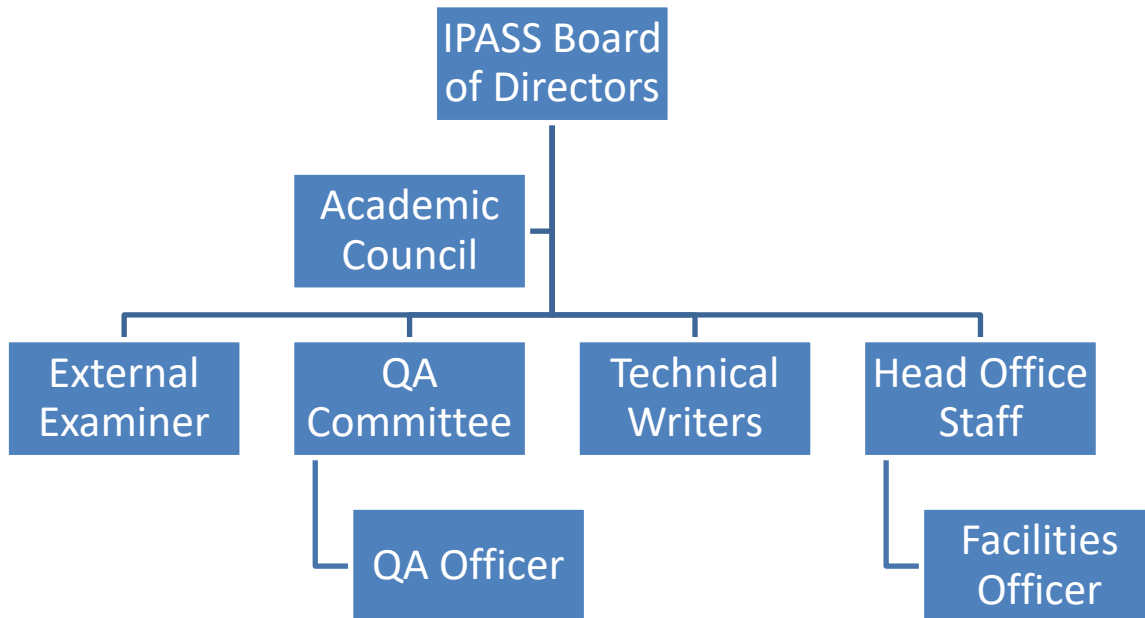 IPASS Board
of Directors
Academic
Council
External
Examiner
QA
Committee
Technical
Writers
Head Office
Staff
QA Officer
Facilities
Officer